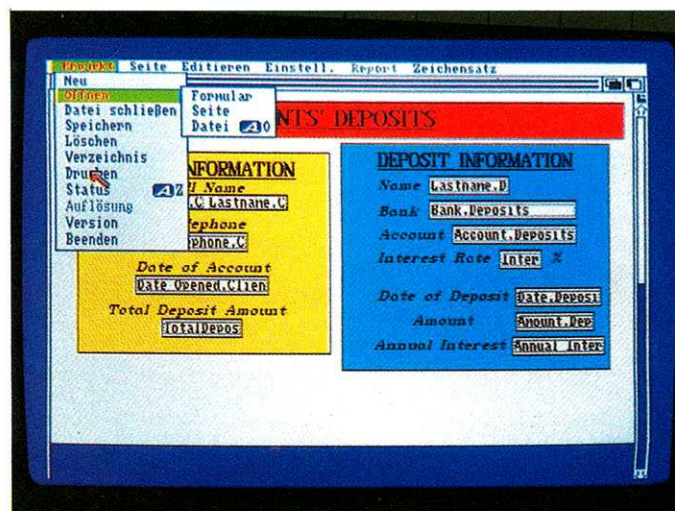 Projekt Seite Editieren Einstell. Report Zeichensatz
Neu
Öffnen
Datei schließen
Speichern
Löschen
Verzeichnis
Drucken
Status A Z
Auflösung
Version
Beenden
Formular
Seite
Datei A O
NTS' DEPOSITS
NFORMATION
l Name
.C Lastname.C
ephone
phone.C
Date of Account
Date Opened.Clien
Total Deposit Amount
TotalDepos
DEPOSIT INFORMATION
Name Lastname.D
Bank Bank.Deposits
Account Account.Deposits
Interest Rate Inter %
Date of Deposit Date.Deposi
Amount Amount.Dep
Annual Interest Annual Inter